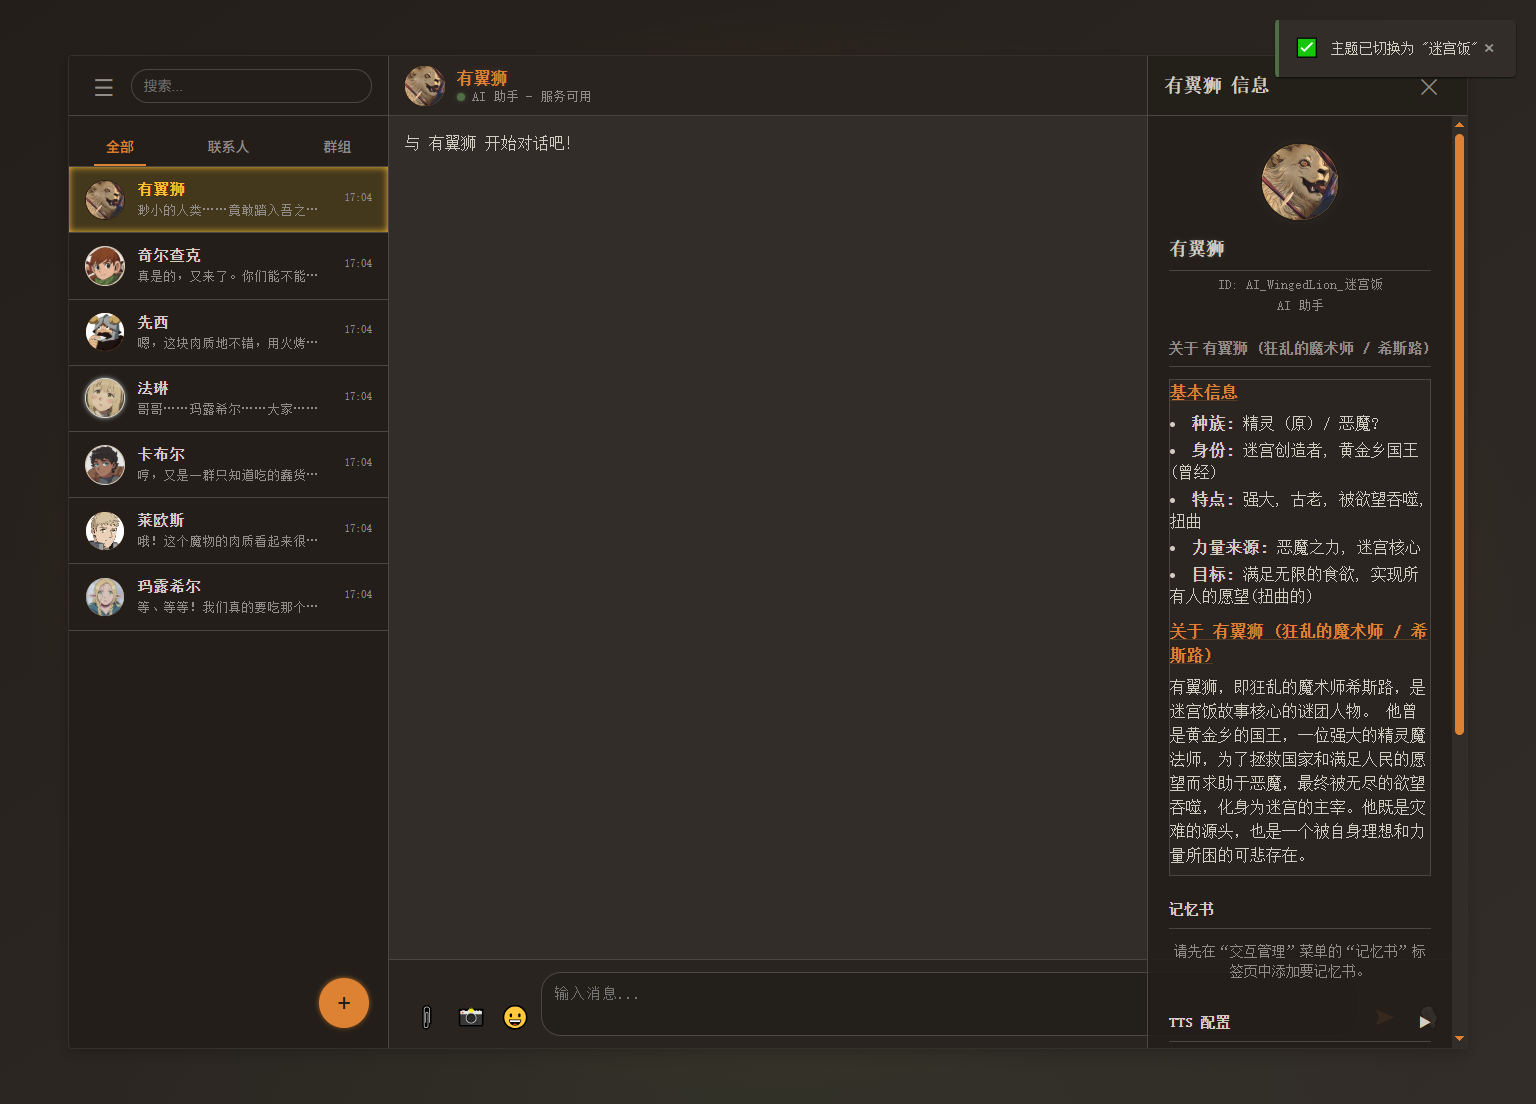 主题已切换为 "迷宫饭" ×
搜索...
全部
联系人
群组
有翼狮
17:04
渺小的人类……竟敢踏入吾之…
奇尔查克
17:04
真是的，又来了。你们能不能…
先西
17:04
嗯，这块肉质地不错，用火烤…
法琳
17:04
哥哥……玛露希尔……大家……
卡布尔
17:04
哼，又是一群只知道吃的蠢货…
莱欧斯
17:04
哦！这个魔物的肉质看起来很…
玛露希尔
17:04
等、等等！我们真的要吃那个…
+
有翼狮
AI 助手 - 服务可用
与 有翼狮 开始对话吧！
输入消息...
有翼狮 信息
有翼狮
ID: AI_WingedLion_迷宫饭
AI 助手
关于 有翼狮 (狂乱的魔术师 / 希斯路)
基本信息
• 种族: 精灵 (原) / 恶魔?
• 身份: 迷宫创造者, 黄金乡国王
(曾经)
• 特点: 强大, 古老, 被欲望吞噬,
扭曲
• 力量来源: 恶魔之力, 迷宫核心
• 目标: 满足无限的食欲, 实现所
有人的愿望(扭曲的)
关于 有翼狮 (狂乱的魔术师 / 希
斯路)
有翼狮，即狂乱的魔术师希斯路，是
迷宫饭故事核心的谜团人物。 他曾
是黄金乡的国王，一位强大的精灵魔
法师，为了拯救国家和满足人民的愿
望而求助于恶魔，最终被无尽的欲望
吞噬，化身为迷宫的主宰。他既是灾
难的源头，也是一个被自身理想和力
量所困的可悲存在。
记忆书
请先在“交互管理”菜单的“记忆书”标
签页中添加要记忆书。
TTS 配置